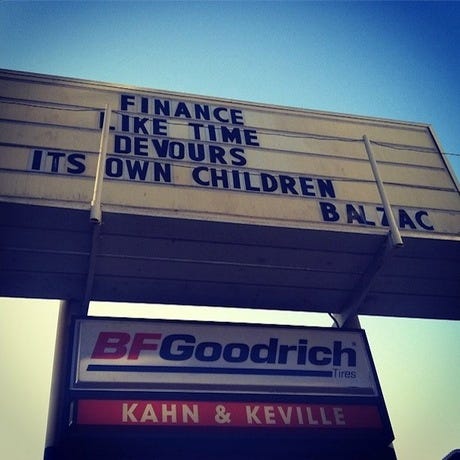 FINANCE
LIKE TIME
DEVOURS
ITS OWN CHILDREN
BALZAC
BFGoodrich
Tires
KAHN & KEVILLE